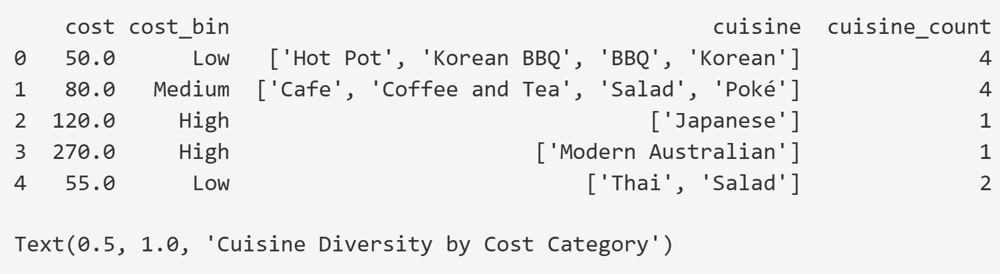 cost cost_bin cuisine cuisine_count
0 50.0 Low ['Hot Pot', 'Korean BBQ', 'BBQ', 'Korean'] 4
1 80.0 Medium ['Cafe', 'Coffee and Tea', 'Salad', 'Poké'] 4
2 120.0 High ['Japanese'] 1
3 270.0 High ['Modern Australian'] 1
4 55.0 Low ['Thai', 'Salad'] 2
Text(0.5, 1.0, 'Cuisine Diversity by Cost Category')